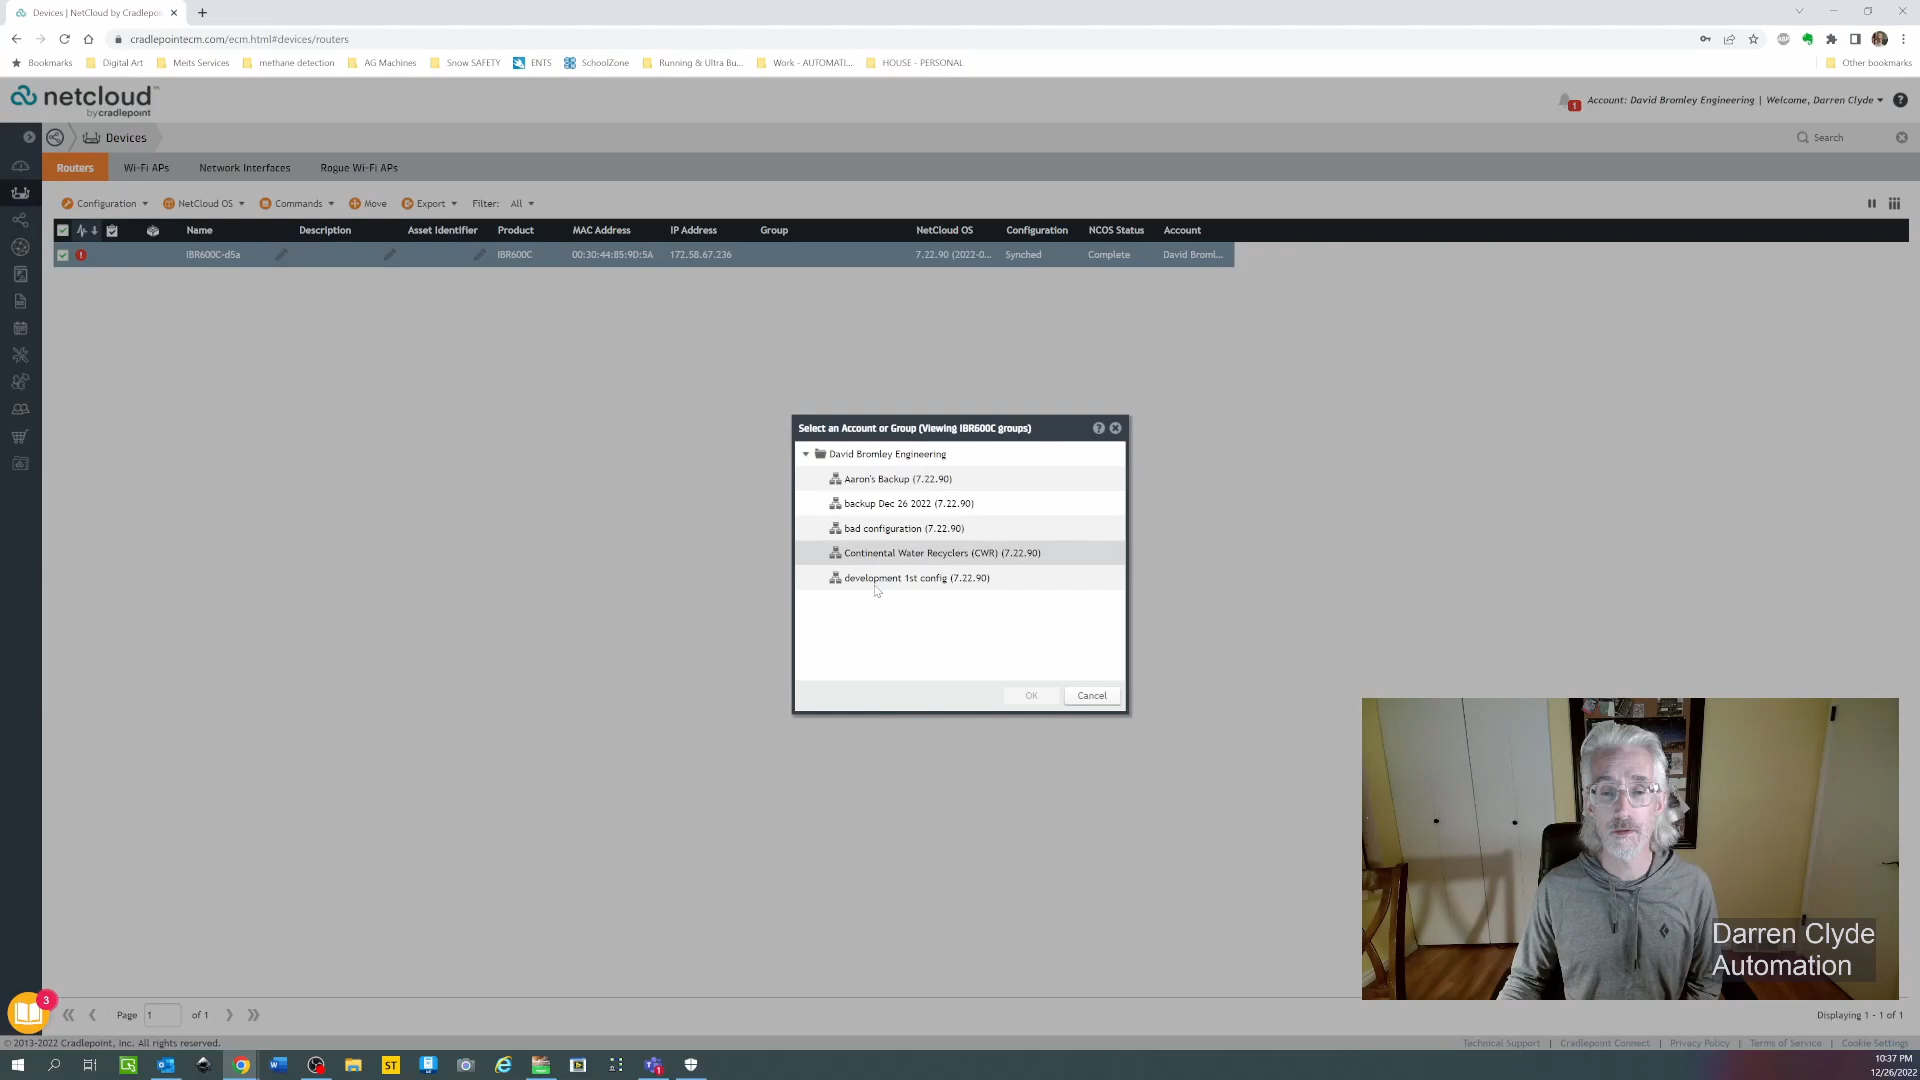 Devices | NetCloud by Cradlepoi
cradlepointecm.com/ecm.html#devices/routers
Bookmarks Digital Art Meits Services methane detection AG Machines Snow SAFETY ENTS SchoolZone Running & Ultra Bu... Work - AUTOMATI... HOUSE - PERSONAL Other bookmarks
netcloud™
by cradlepoint
1 Account: David Bromley Engineering | Welcome, Darren Clyde ?
Devices Search
Routers Wi-Fi APs Network Interfaces Rogue Wi-Fi APs
Configuration NetCloud OS Commands Move Export Filter: All
Name Description Asset Identifier Product MAC Address IP Address Group NetCloud OS Configuration NCOS Status Account
IBR600C-d5a IBR600C 00:30:44:85:9D:5A 172.58.67.236 7.22.90 (2022-0... Synched Complete David Broml...
Select an Account or Group (Viewing IBR600C groups)
David Bromley Engineering
Aaron's Backup (7.22.90)
backup Dec 26 2022 (7.22.90)
bad configuration (7.22.90)
Continental Water Recyclers (CWR) (7.22.90)
development 1st config (7.22.90)
OK Cancel
Darren Clyde
Automation
3
Page 1 of 1 Displaying 1 - 1 of 1
© 2013-2022 Cradlepoint, Inc. All rights reserved. Technical Support | Cradlepoint Connect | Privacy Policy | Terms of Service | Cookie Settings
ST
10:37 PM
12/26/2022